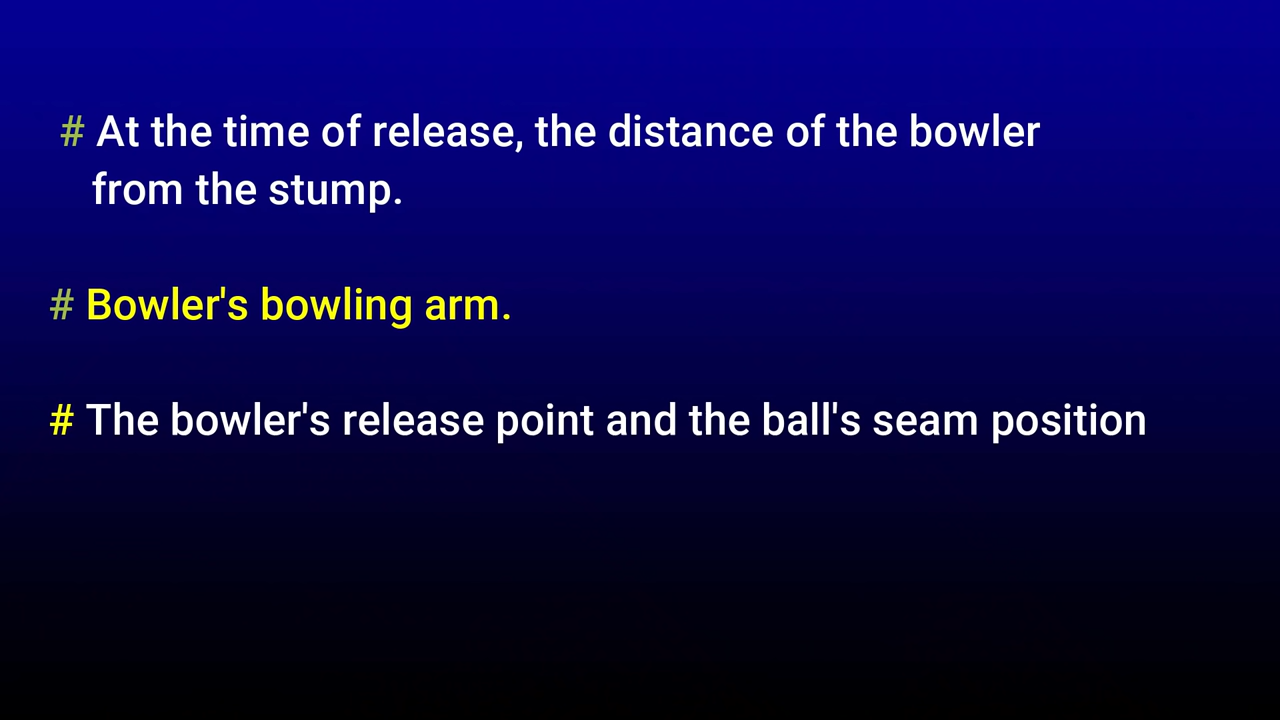 # At the time of release, the distance of the bowler
from the stump.
# Bowler's bowling arm.
# The bowler's release point and the ball's seam position